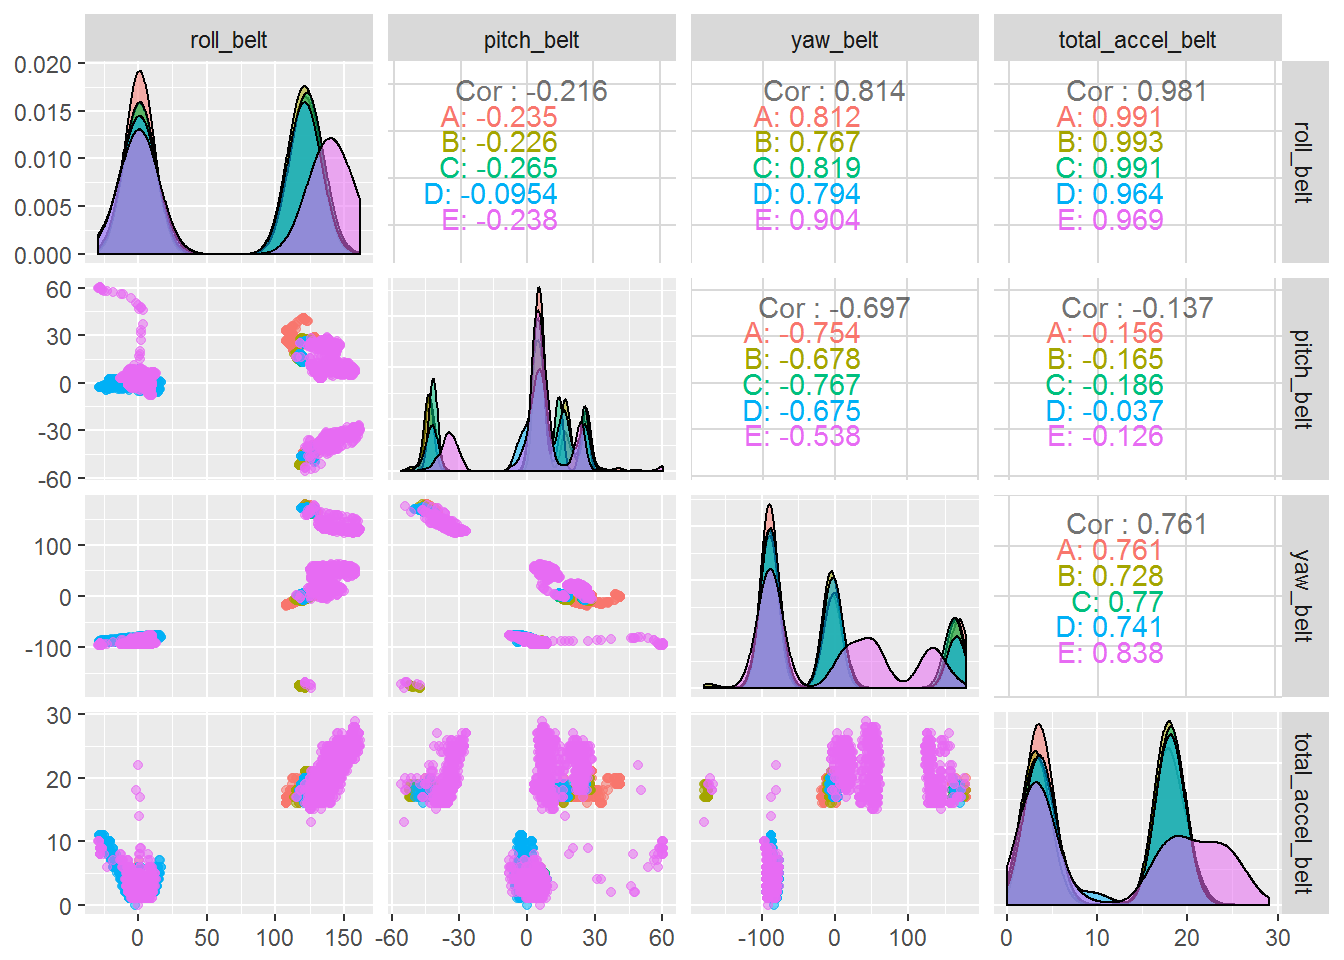 roll_belt
pitch_belt
yaw_belt
total_accel_belt
0.020
0.015
0.010
0.005
0.000
Cor : -0.216
A: -0.235
B: -0.226
C: -0.265
D: -0.0954
E: -0.238
Cor : 0.814
A: 0.812
B: 0.767
C: 0.819
D: 0.794
E: 0.904
Cor : 0.981
A: 0.991
B: 0.993
C: 0.991
D: 0.964
E: 0.969
roll_belt
60
30
0
-30
-60
Cor : -0.697
A: -0.754
B: -0.678
C: -0.767
D: -0.675
E: -0.538
Cor : -0.137
A: -0.156
B: -0.165
C: -0.186
D: -0.037
E: -0.126
pitch_belt
100
0
-100
Cor : 0.761
A: 0.761
B: 0.728
C: 0.77
D: 0.741
E: 0.838
yaw_belt
30
20
10
0
total_accel_belt
0 50 100 150
-60 -30 0 30 60
-100 0 100
0 10 20 30